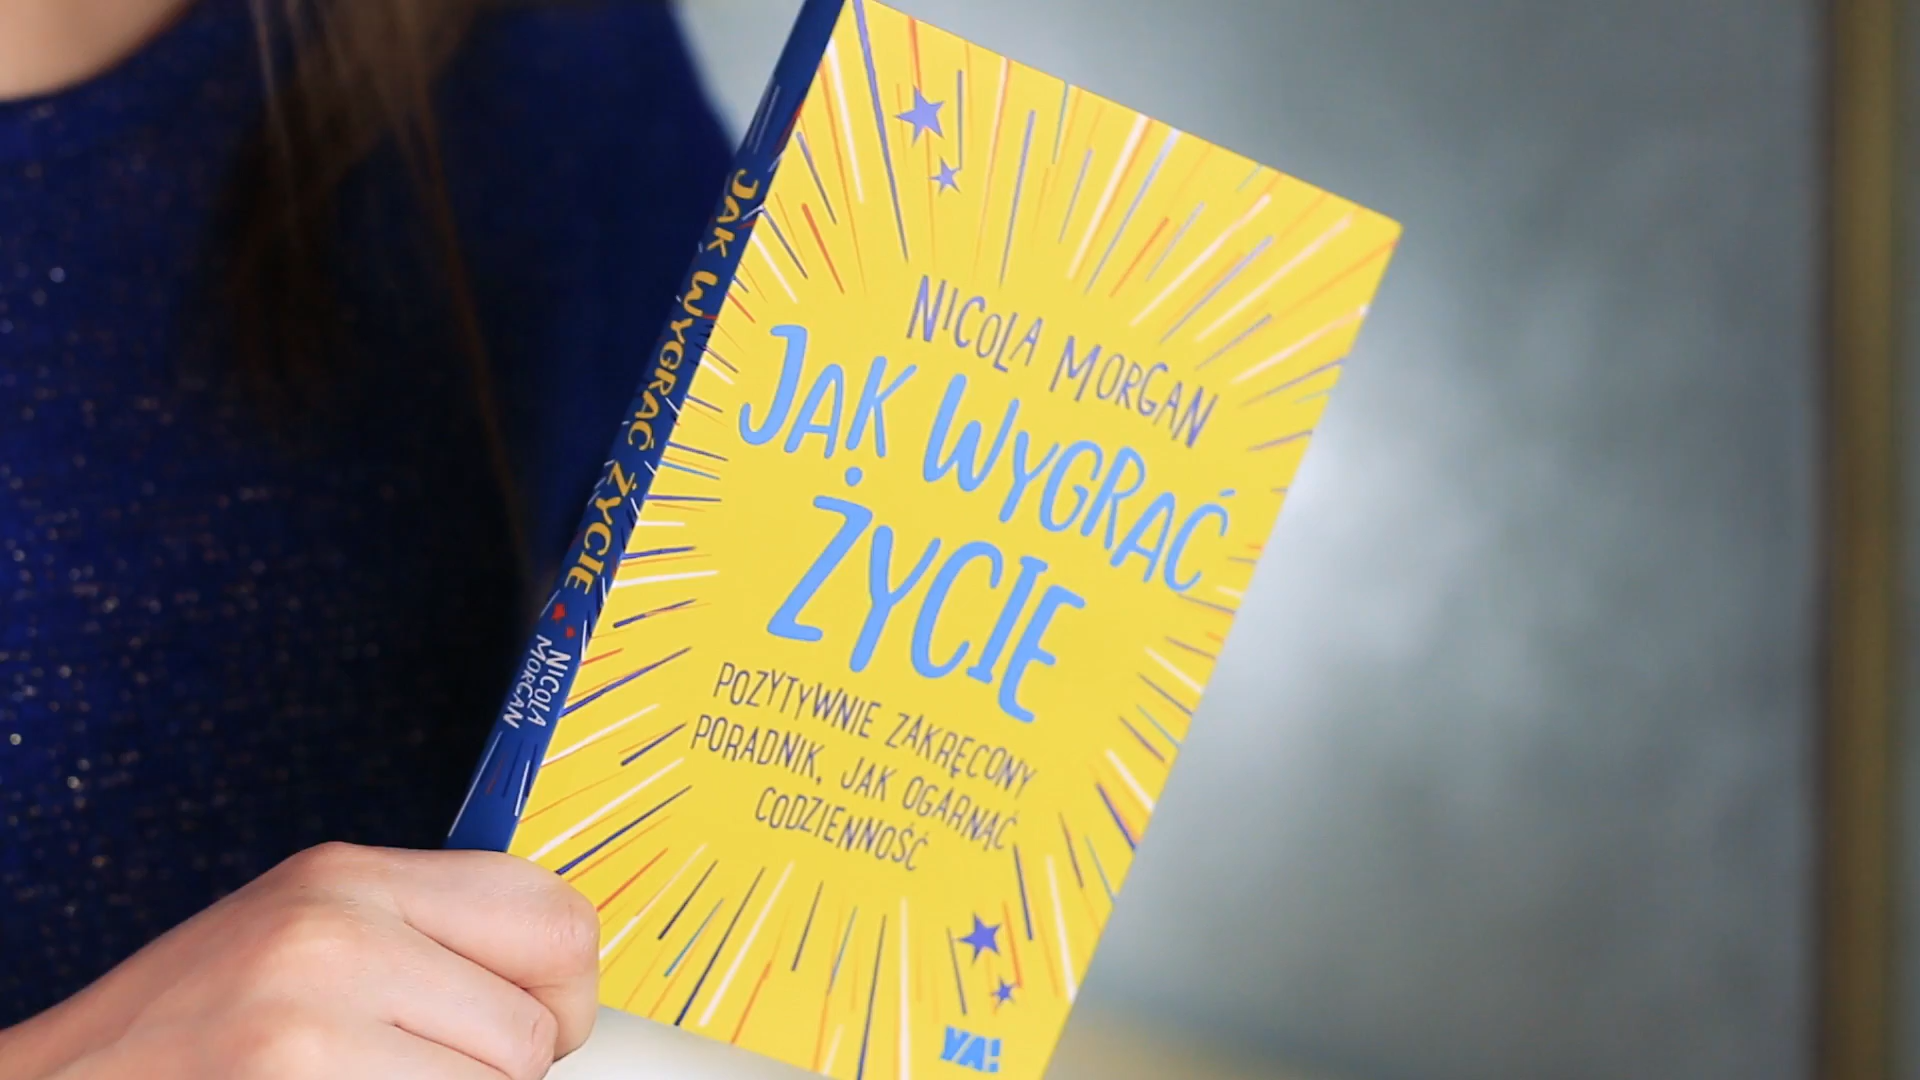 NICOLA MORGAN
JAK WYGRAĆ
ŻYCIE
POZYTYWNIE ZAKRĘCONY
PORADNIK, JAK OGARNĄĆ
CODZIENNOŚĆ
YA!
JAK WYGRAĆ ŻYCIE
NICOLA
MORGAN